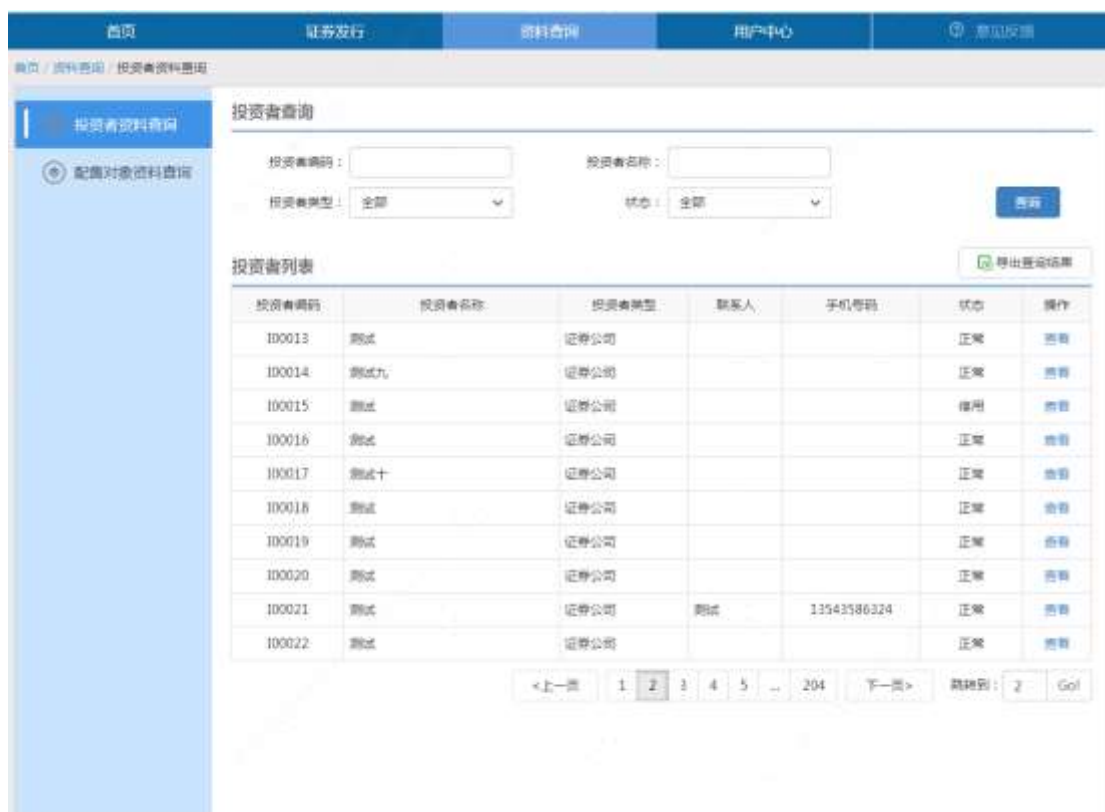 首页 证券发行 资料查询 用户中心 意见反馈
首页 / 资料查询 / 投资者资料查询
投资者资料查询
配售对象资料查询
投资者查询
投资者编码： 投资者名称：
投资者类型： 全部 状态： 全部 查询
投资者列表 导出查询结果
投资者编码 投资者名称 投资者类型 联系人 手机号码 状态 操作
I00013 测试 证券公司 正常 查看
I00014 测试九 证券公司 正常 查看
I00015 测试 证券公司 停用 查看
I00016 测试 证券公司 正常 查看
I00017 测试十 证券公司 正常 查看
I00018 测试 证券公司 正常 查看
I00019 测试 证券公司 正常 查看
I00020 测试 证券公司 正常 查看
I00021 测试 证券公司 测试 13543586324 正常 查看
I00022 测试 证券公司 正常 查看
<上一页 1 2 3 4 5 ... 204 下一页> 跳转到： 2 Go!